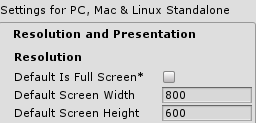 Settings for PC, Mac & Linux Standalone
Resolution and Presentation
Resolution
Default Is Full Screen*
Default Screen Width 800
Default Screen Height 600